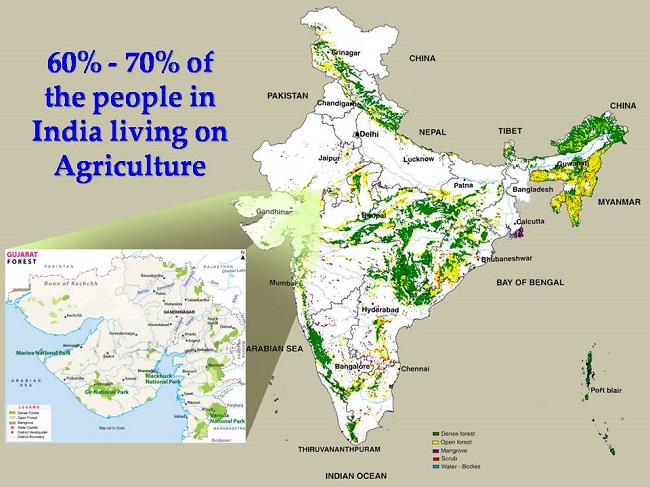 60% - 70% of
the people in
India living on
Agriculture
CHINA
Srinagar
PAKISTAN
Chandigarh
CHINA
Delhi
NEPAL
TIBET
Jaipur
Lucknow
Guwahati
Patna
Bangladesh
MYANMAR
Gandhinagar
Bhopal
Calcutta
Bhubaneshwar
Mumbai
BAY OF BENGAL
Hyderabad
ARABIAN SEA
Bangalore
Chennai
Port blair
THIRUVANANTHPURAM
INDIAN OCEAN
Dense forest
Open forest
Mangrove
Scrub
Water - Bodies
GUJARAT
FOREST
N
PAKISTAN
RAJASTHAN
Rann of Kachchh
GANDHINAGAR
Marine National Park
Blackbuck
National Park
ARABIAN
SEA
Gir National Park
Vansda
National Park
MAHARASHTRA
LEGEND
Dense Forest
Open Forest
Mangrove
State Capital
District Headquarter
District Boundary
Map not to Scale